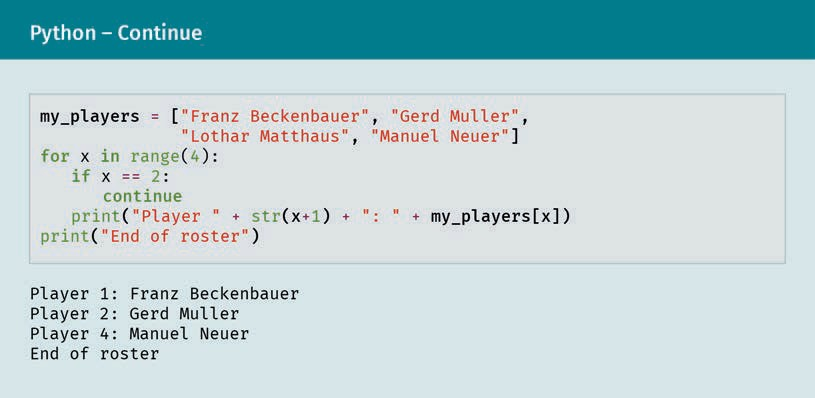 Python – Continue
my_players = ["Franz Beckenbauer", "Gerd Muller",
              "Lothar Matthaus", "Manuel Neuer"]
for x in range(4):
   if x == 2:
      continue
   print("Player " + str(x+1) + ": " + my_players[x])
print("End of roster")
Player 1: Franz Beckenbauer
Player 2: Gerd Muller
Player 4: Manuel Neuer
End of roster